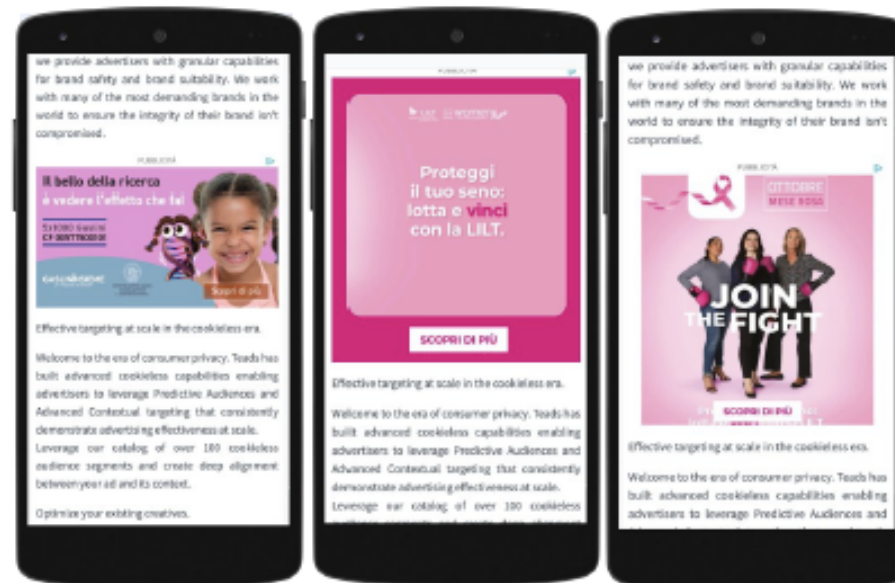 we provide advertisers with granular capabilities
for brand safety and brand suitability. We work
with many of the most demanding brands in the
world to ensure the integrity of their brand isn't
compromised.
PUBBLICITÀ
Il bello della ricerca
è vedere l'effetto che fa!
5x1000 Gaslini
Scopri di più
Effective targeting at scale in the cookieless era.
Welcome to the era of consumer privacy. Teads has
built advanced cookieless capabilities enabling
advertisers to leverage Predictive Audiences and
Advanced Contextual targeting that consistently
demonstrate advertising effectiveness at scale.
Leverage our catalog of over 100 cookieless
audience segments and create deep alignment
between your ad and its context.
Optimize your existing creatives.
PUBBLICITÀ
LILT
Proteggi
il tuo seno:
lotta e vinci
con la LILT.
SCOPRI DI PIÙ
Effective targeting at scale in the cookieless era.
Welcome to the era of consumer privacy. Teads has
built advanced cookieless capabilities enabling
advertisers to leverage Predictive Audiences and
Advanced Contextual targeting that consistently
demonstrate advertising effectiveness at scale.
Leverage our catalog of over 100 cookieless
audience segments and create deep alignment
we provide advertisers with granular capabilities
for brand safety and brand suitability. We work
with many of the most demanding brands in the
world to ensure the integrity of their brand isn't
compromised.
PUBBLICITÀ
OTTOBRE
MESE ROSA
JOIN
THE FIGHT
SCOPRI DI PIÙ
Effective targeting at scale in the cookieless era.
Welcome to the era of consumer privacy. Teads has
built advanced cookieless capabilities enabling
advertisers to leverage Predictive Audiences and